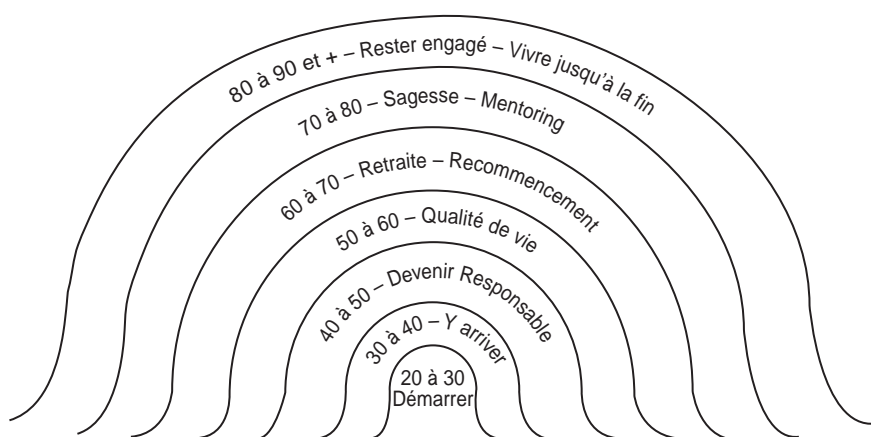 80 à 90 et + – Rester engagé – Vivre jusqu'à la fin
70 à 80 – Sagesse – Mentoring
60 à 70 – Retraite – Recommencement
50 à 60 – Qualité de vie
40 à 50 – Devenir Responsable
30 à 40 – Y arriver
20 à 30
Démarrer